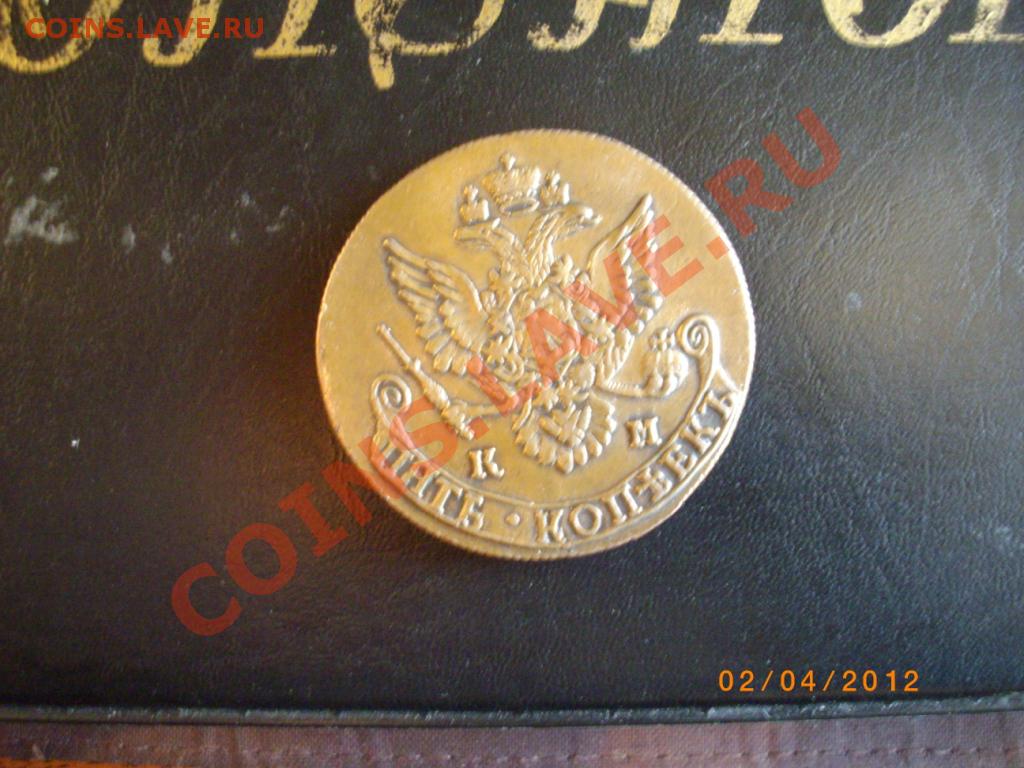 COINS.LAVE.RU
COINS.LAVE.RU
К М
ПЯТЬ · КОПѢЕКЪ
02/04/2012